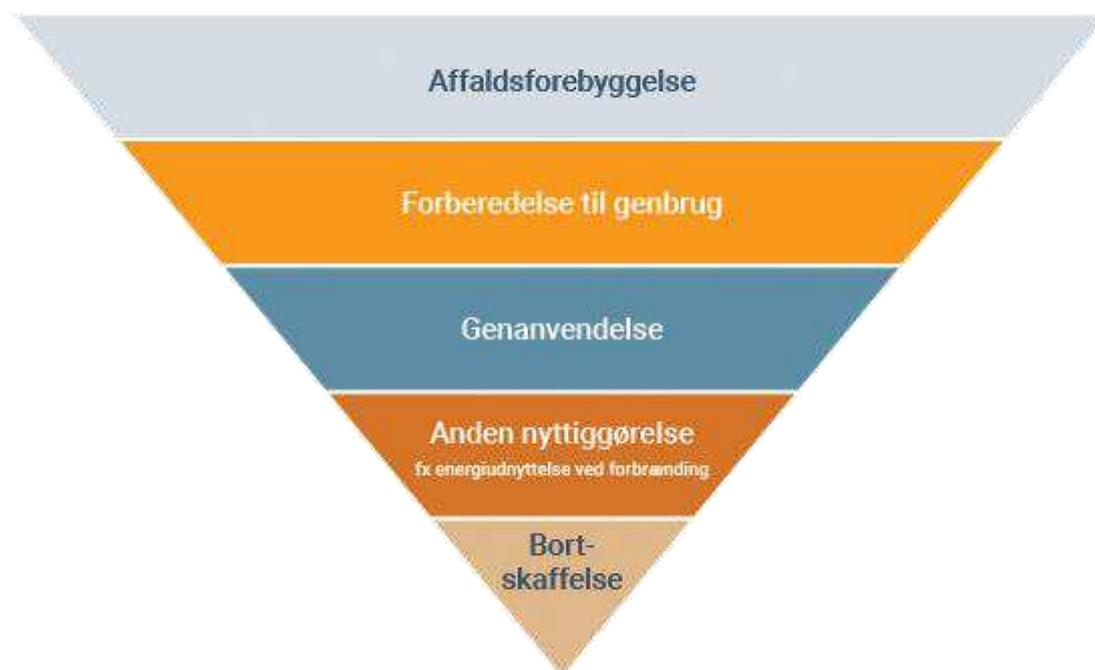 Affaldsforebyggelse
Forberedelse til genbrug
Genanvendelse
Anden nyttiggørelse
fx energiudnyttelse ved forbrænding
Bort-
skaffelse